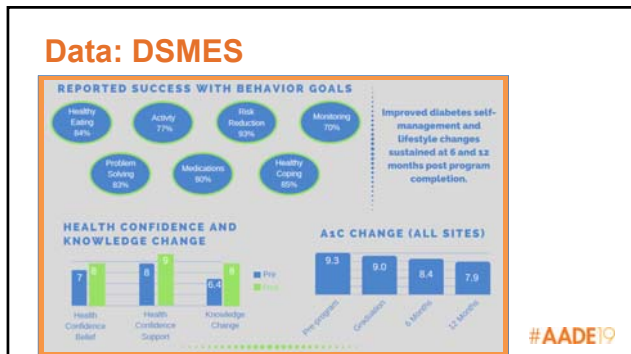 Data: DSMES
REPORTED SUCCESS WITH BEHAVIOR GOALS
Healthy
Eating
84%
Activity
77%
Risk
Reduction
93%
Monitoring
70%
Problem
Solving
83%
Medications
80%
Healthy
Coping
85%
Improved diabetes self-
management and
lifestyle changes
sustained at 6 and 12
months post program
completion.
HEALTH CONFIDENCE AND
KNOWLEDGE CHANGE
7
8
8
9
6.4
8
Pre
Health
Confidence
Belief
Health
Confidence
Support
Knowledge
Change
A1C CHANGE (ALL SITES)
9.3
9.0
8.4
7.9
Pre-program
Graduation
6 Months
12 Months
#AADE19